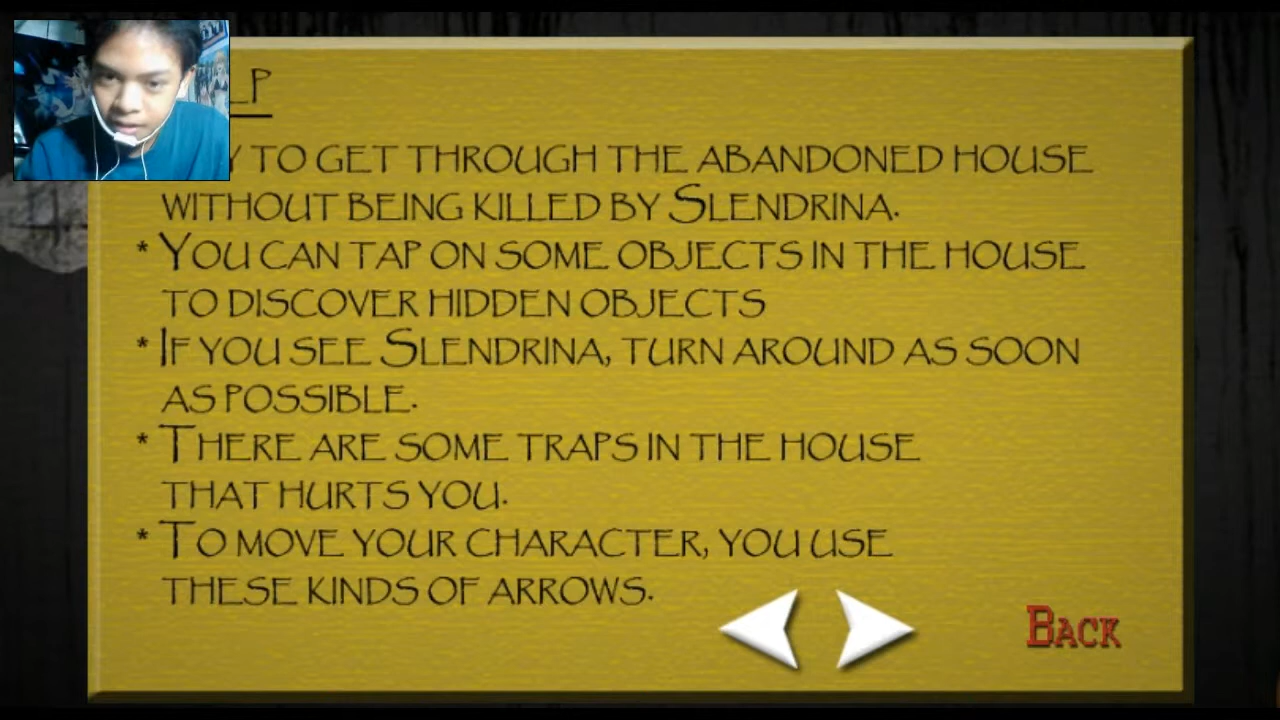 TO GET THROUGH THE ABANDONED HOUSE
WITHOUT BEING KILLED BY SLENDRINA.
* YOU CAN TAP ON SOME OBJECTS IN THE HOUSE
TO DISCOVER HIDDEN OBJECTS
* IF YOU SEE SLENDRINA, TURN AROUND AS SOON
AS POSSIBLE.
* THERE ARE SOME TRAPS IN THE HOUSE
THAT HURTS YOU.
* TO MOVE YOUR CHARACTER, YOU USE
THESE KINDS OF ARROWS.
BACK